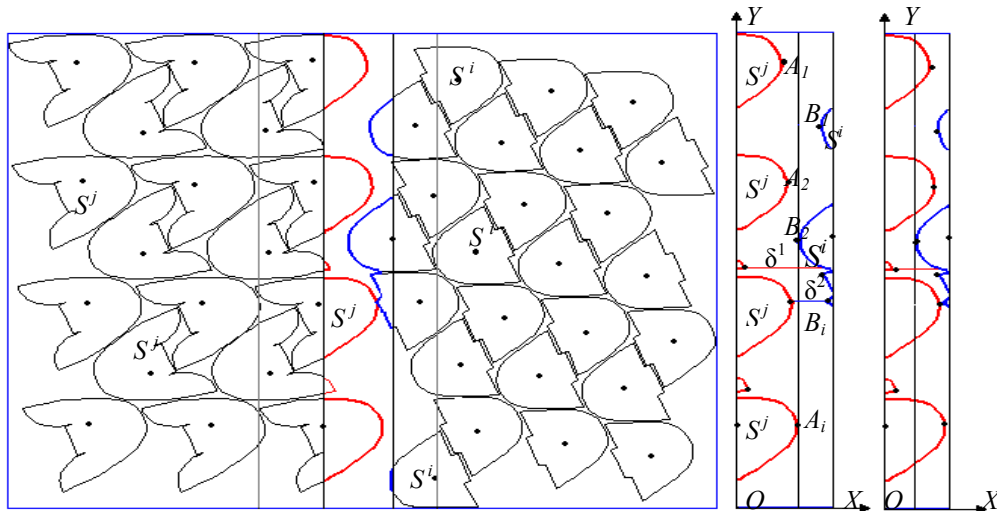 S^i
S^j
S^i
S^j
S^j
S^i
Y
S^j
A_1
B_1
S^i
S^j
A_2
B_2
δ^1
S^i
S^j
δ^2
B_i
S^j
A_i
O
X
Y
O
X